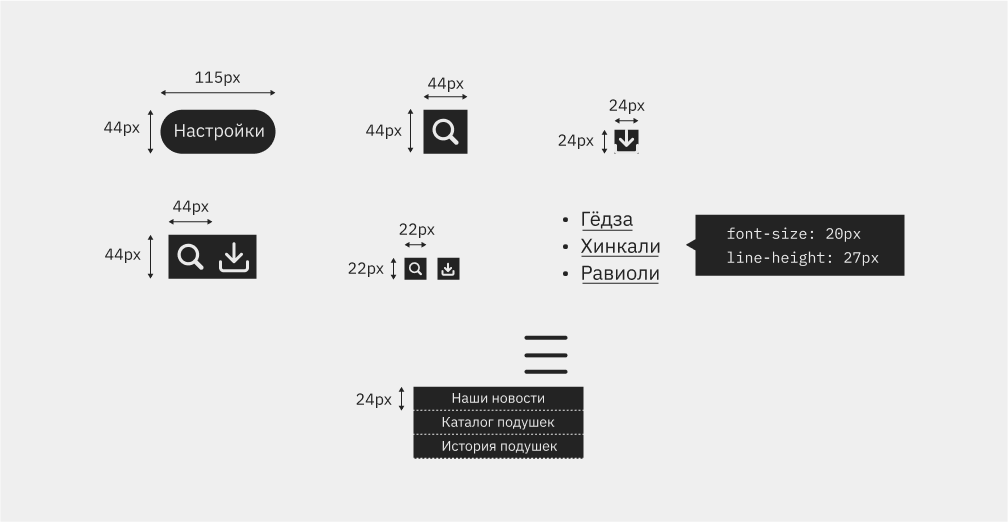 115px
44px
Настройки
44px
44px
24px
24px
44px
44px
22px
22px
Гёдза
Хинкали
Равиоли
font-size: 20px
line-height: 27px
24px
Наши новости
Каталог подушек
История подушек